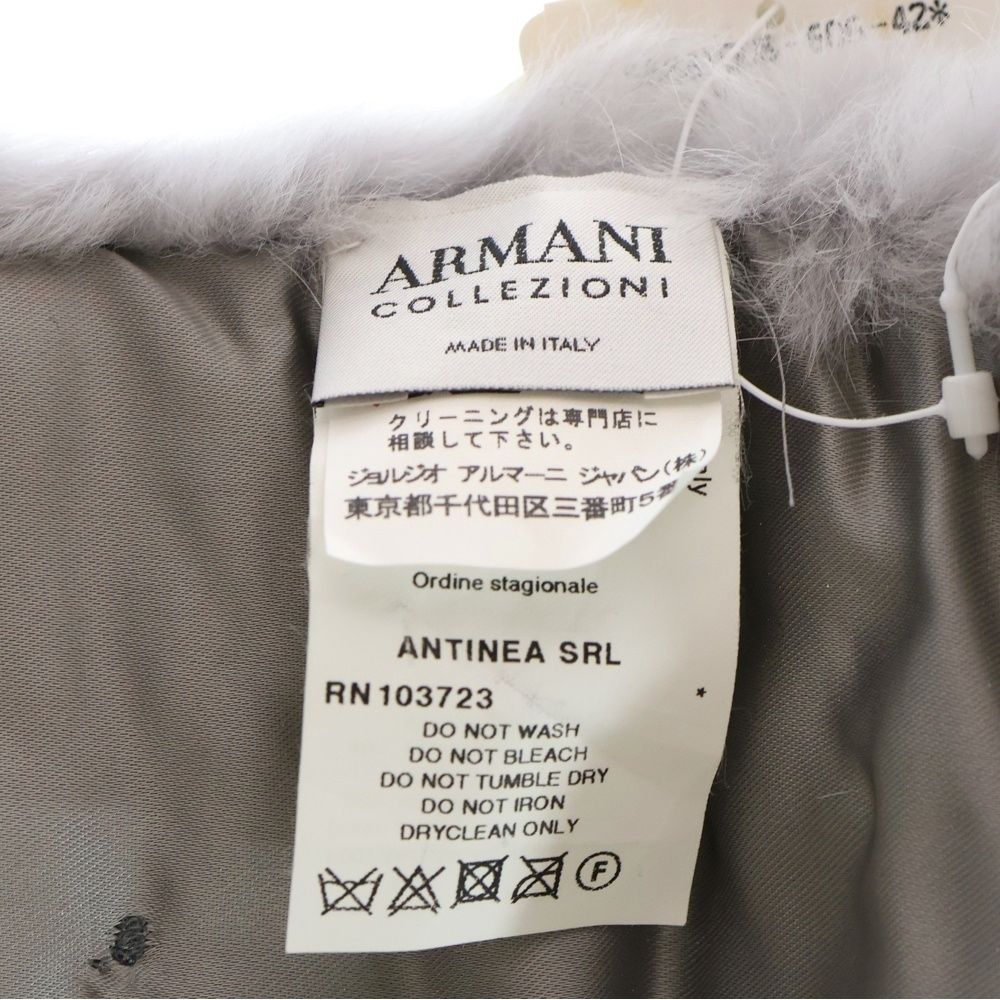 -42*
ARMANI
COLLEZIONI
MADE IN ITALY
クリーニングは専門店に
相談して下さい。
ジョルジオ アルマーニ ジャパン(株)
東京都千代田区三番町5番
Ordine stagionale
ANTINEA SRL
RN 103723 *
DO NOT WASH
DO NOT BLEACH
DO NOT TUMBLE DRY
DO NOT IRON
DRYCLEAN ONLY
F